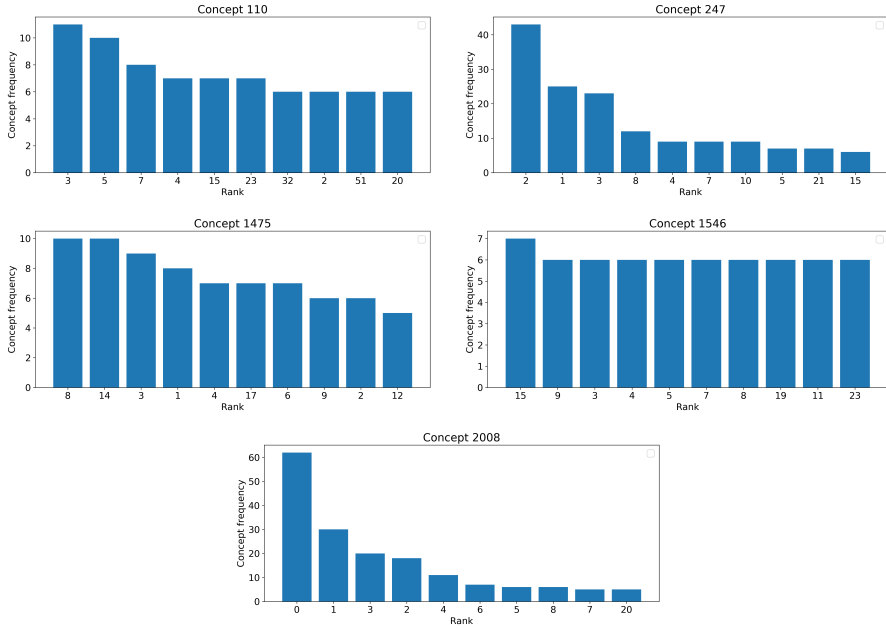 Concept 110
Concept frequency
10
8
6
4
2
0
3 5 7 4 15 23 32 2 51 20
Rank
Concept 247
Concept frequency
40
30
20
10
0
2 1 3 8 4 7 10 5 21 15
Rank
Concept 1475
Concept frequency
10
8
6
4
2
0
8 14 3 1 4 17 6 9 2 12
Rank
Concept 1546
Concept frequency
7
6
5
4
3
2
1
0
15 9 3 4 5 7 8 19 11 23
Rank
Concept 2008
Concept frequency
60
50
40
30
20
10
0
0 1 3 2 4 6 5 8 7 20
Rank